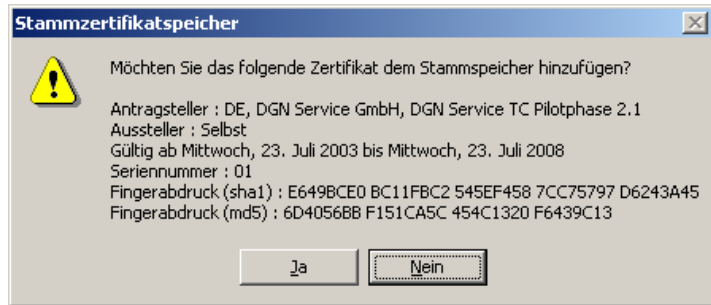 Stammzertifikatspeicher
Möchten Sie das folgende Zertifikat dem Stammspeicher hinzufügen?
Antragsteller : DE, DGN Service GmbH, DGN Service TC Pilotphase 2.1
Aussteller : Selbst
Gültig ab Mittwoch, 23. Juli 2003 bis Mittwoch, 23. Juli 2008
Seriennummer : 01
Fingerabdruck (sha1) : E649BCE0 BC11FBC2 545EF458 7CC75797 D6243A45
Fingerabdruck (md5) : 6D4056BB F151CA5C 454C1320 F6439C13
Ja
Nein